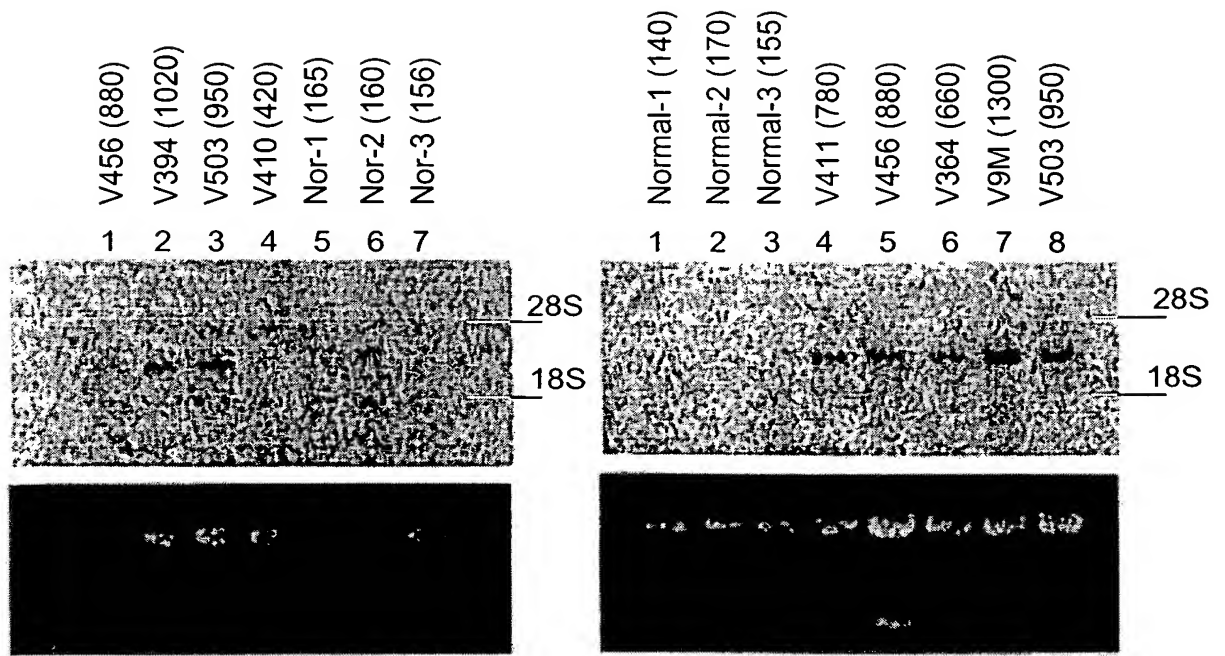 V456 (880)
V394 (1020)
V503 (950)
V410 (420)
Nor-1 (165)
Nor-2 (160)
Nor-3 (156)
1 2 3 4 5 6 7
28S
18S
Normal-1 (140)
Normal-2 (170)
Normal-3 (155)
V411 (780)
V456 (880)
V364 (660)
V9M (1300)
V503 (950)
1 2 3 4 5 6 7 8
28S
18S